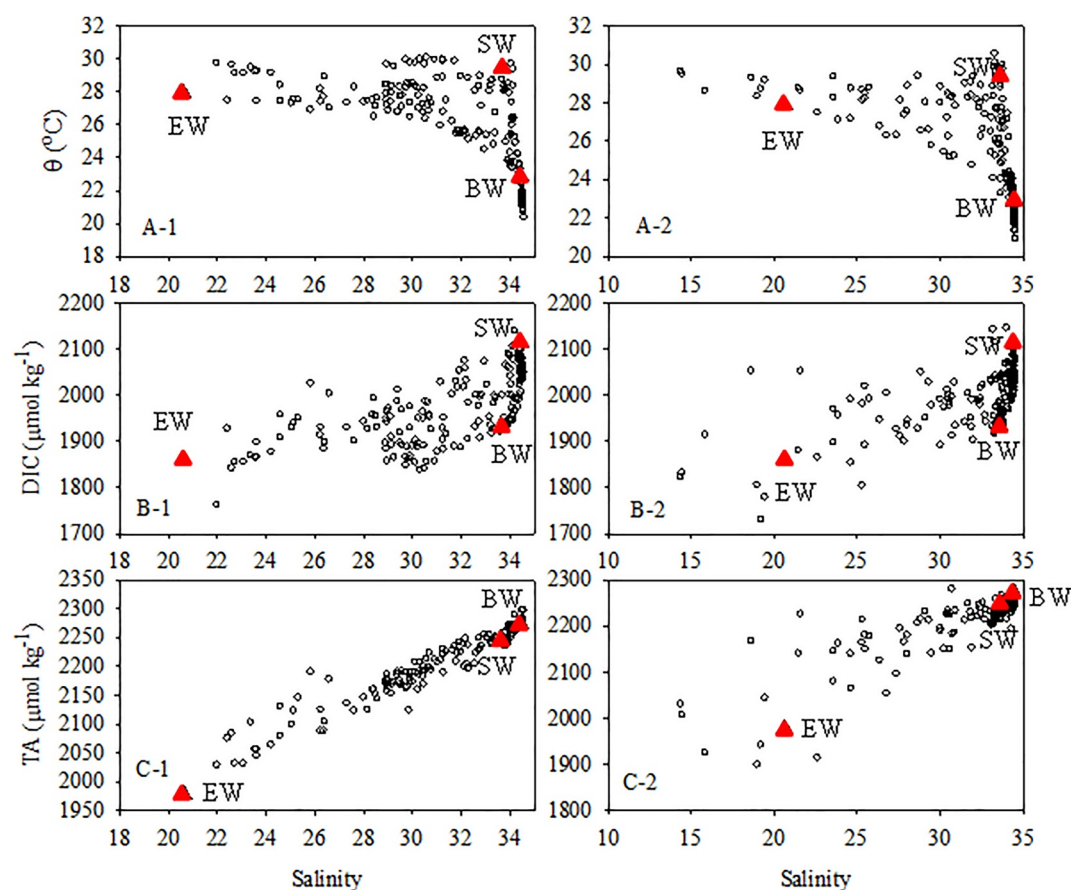 32
30
28
26
24
22
20
18
θ (°C)
SW
EW
BW
A-1
18 20 22 24 26 28 30 32 34
32
30
28
26
24
22
20
SW
EW
BW
A-2
10 15 20 25 30 35
2200
2100
2000
1900
1800
1700
DIC (μmol kg⁻¹)
SW
EW
BW
B-1
18 20 22 24 26 28 30 32 34
2200
2100
2000
1900
1800
1700
SW
BW
EW
B-2
10 15 20 25 30 35
2350
2300
2250
2200
2150
2100
2050
2000
1950
TA (μmol kg⁻¹)
BW
SW
C-1
EW
18 20 22 24 26 28 30 32 34
Salinity
2300
2200
2100
2000
1900
1800
BW
SW
EW
C-2
10 15 20 25 30 35
Salinity